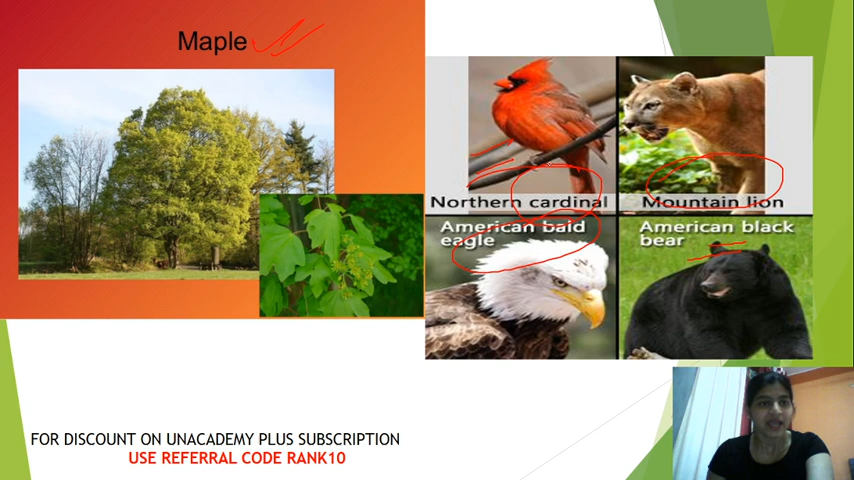 Maple
Northern cardinal
Mountain lion
American bald
eagle
American black
bear
FOR DISCOUNT ON UNACADEMY PLUS SUBSCRIPTION
USE REFERRAL CODE RANK10